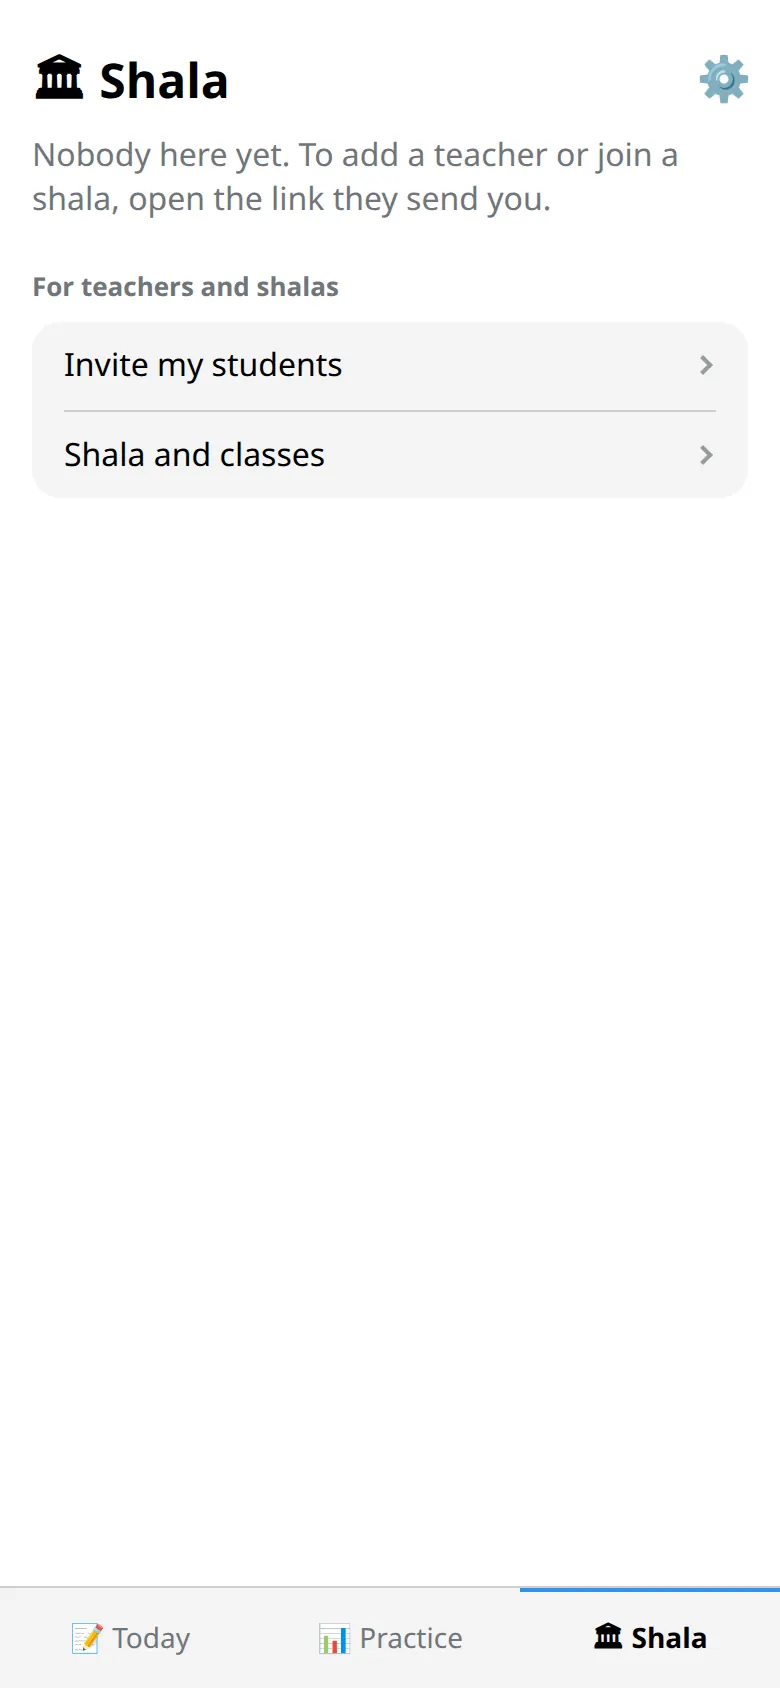 🏛 Shala
Nobody here yet. To add a teacher or join a
shala, open the link they send you.
For teachers and shalas
Invite my students
Shala and classes
Today
Practice
Shala